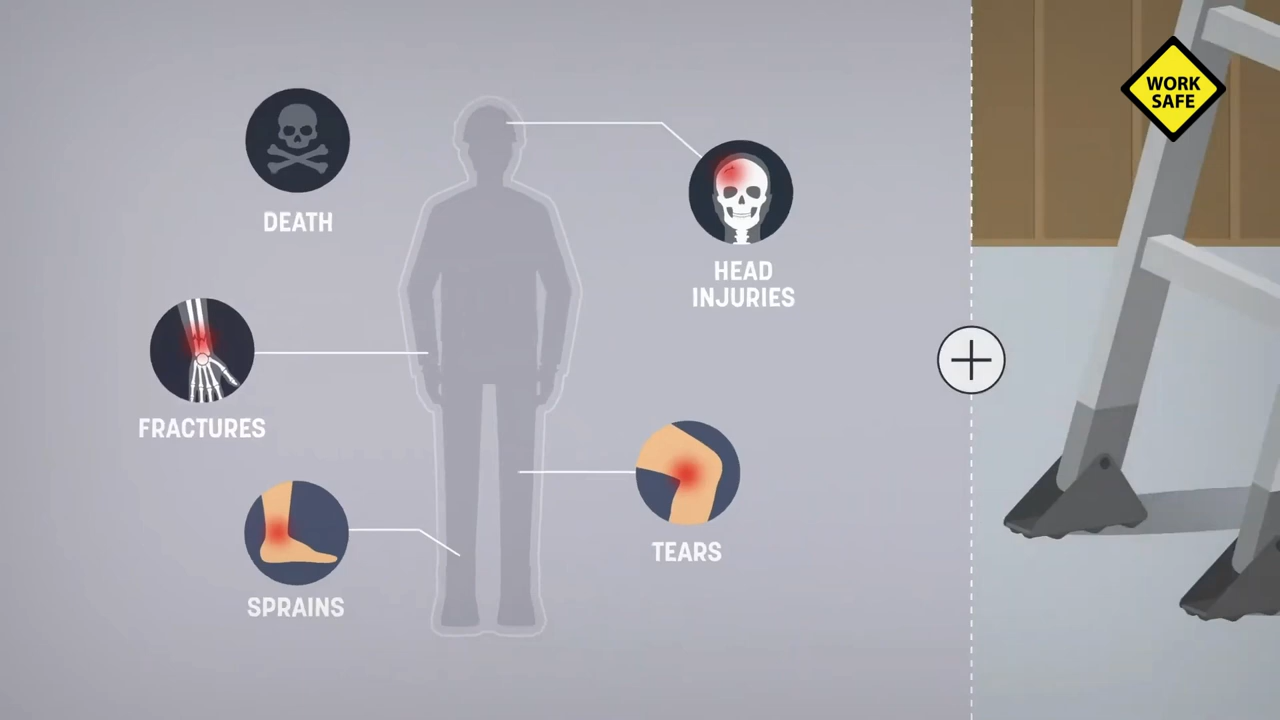 WORK
SAFE
DEATH
HEAD
INJURIES
FRACTURES
TEARS
SPRAINS